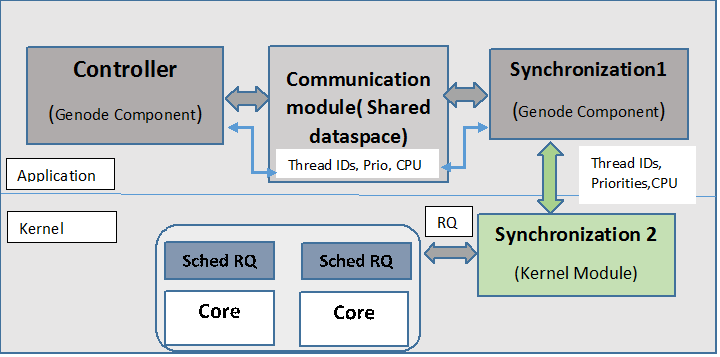 Controller
(Genode Component)
Communication
module( Shared
dataspace)
Thread IDs, Prio, CPU
Synchronization1
(Genode Component)
Application
Thread IDs,
Priorities,CPU
Kernel
RQ
Synchronization 2
(Kernel Module)
Sched RQ
Sched RQ
Core
Core